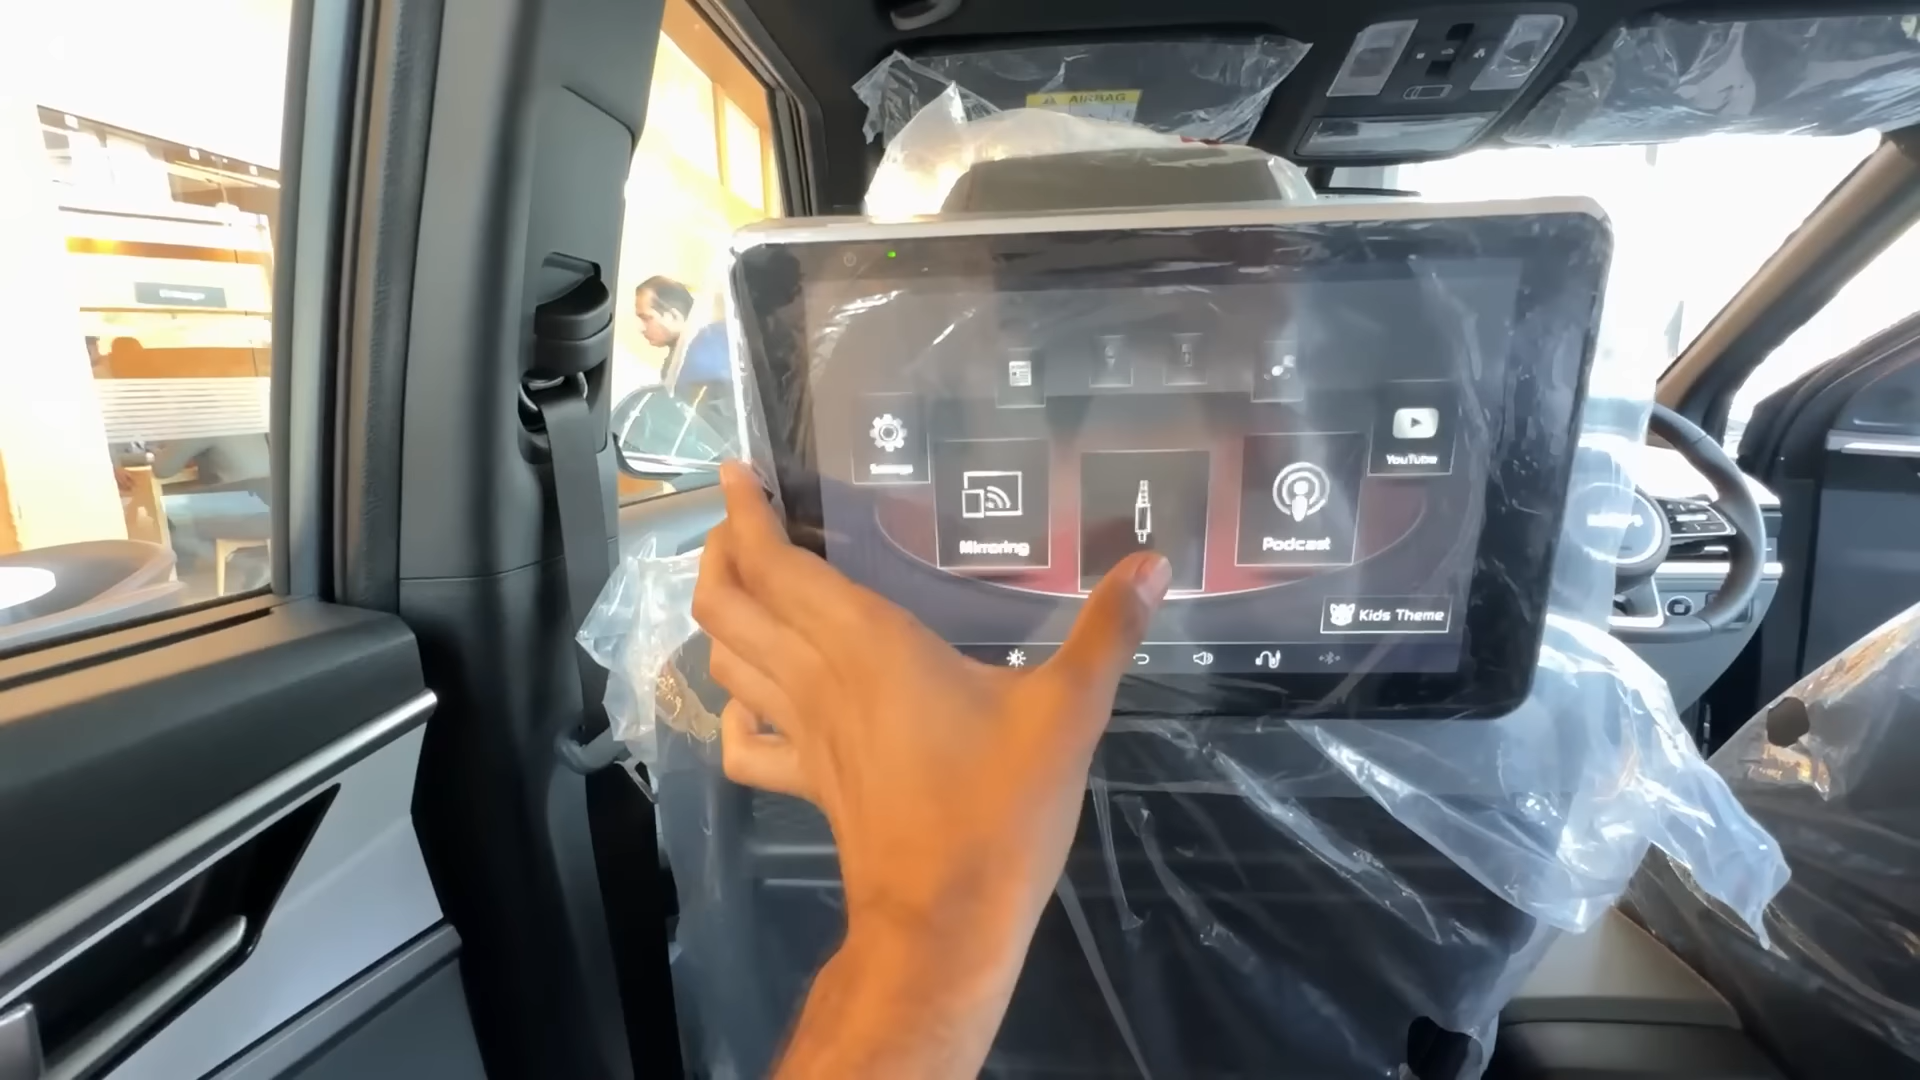 AIRBAG
YouTube
Settings
Mirroring
Podcast
Kids Theme